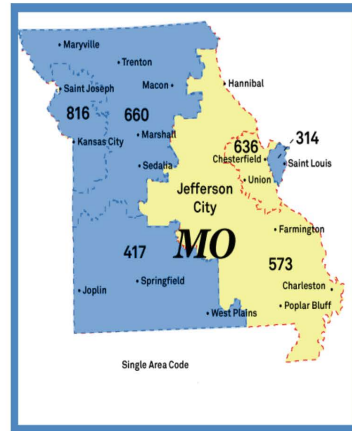 Maryville
Trenton
Saint Joseph
Macon
Hannibal
816
660
314
Kansas City
Marshall
636
Chesterfield
Saint Louis
Sedalia
Union
Jefferson
City
Farmington
MO
417
573
Springfield
Joplin
Charleston
Poplar Bluff
West Plains
Single Area Code